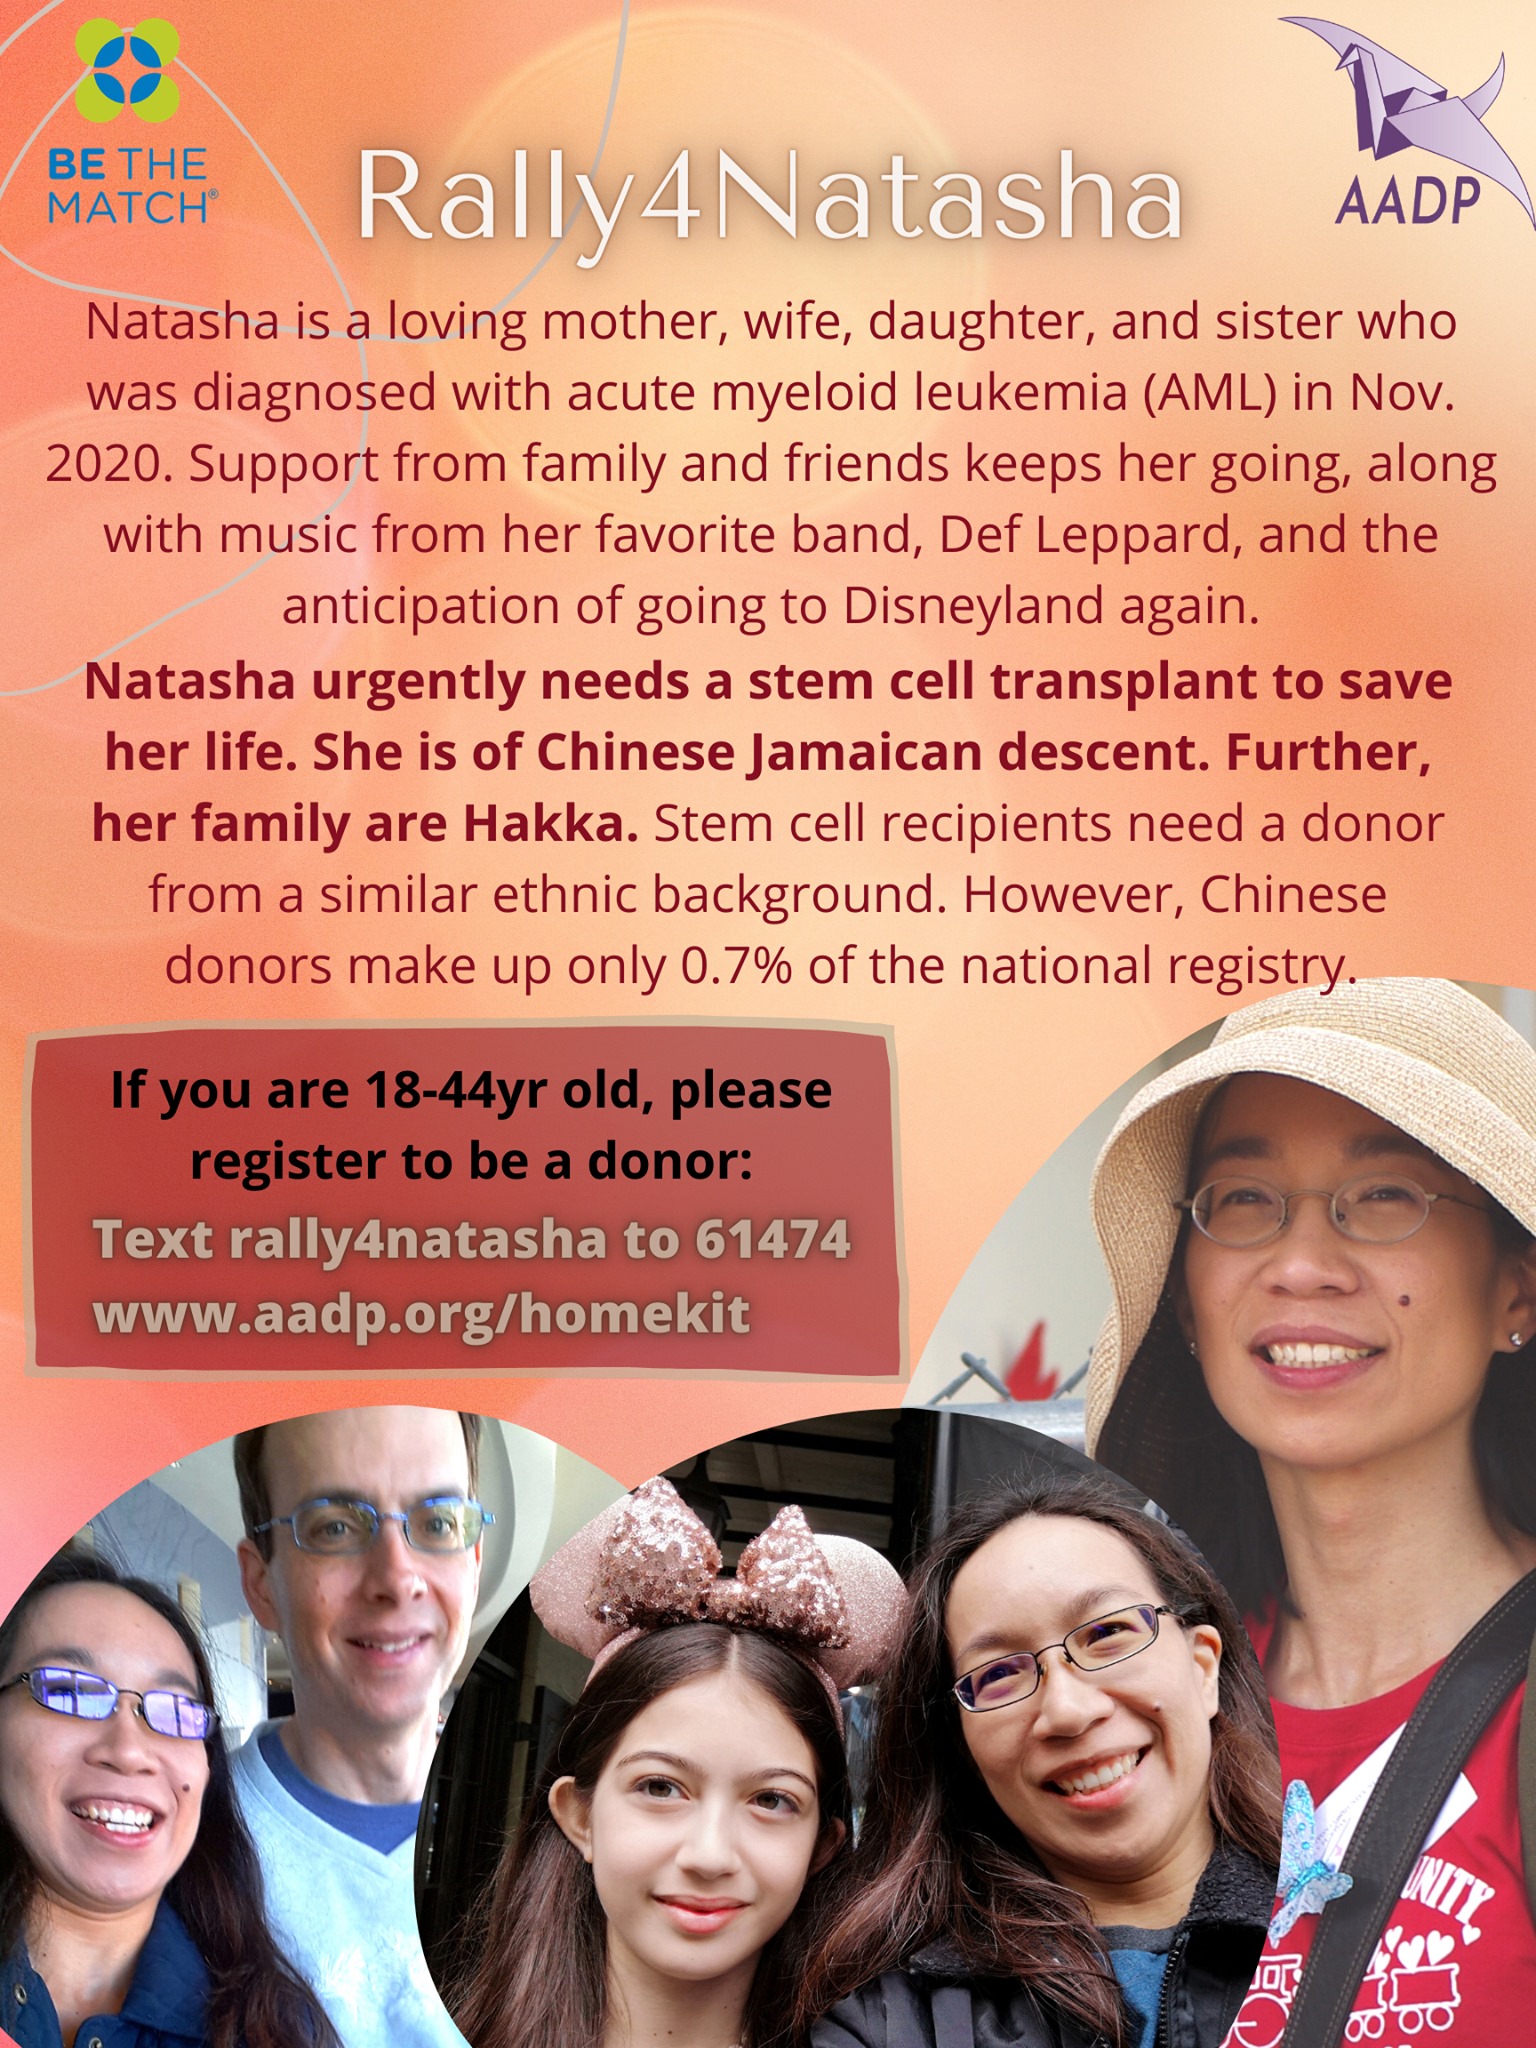 BE THE
MATCH®
AADP
Rally4Natasha
Natasha is a loving mother, wife, daughter, and sister who
was diagnosed with acute myeloid leukemia (AML) in Nov.
2020. Support from family and friends keeps her going, along
with music from her favorite band, Def Leppard, and the
anticipation of going to Disneyland again.
Natasha urgently needs a stem cell transplant to save
her life. She is of Chinese Jamaican descent. Further,
her family are Hakka. Stem cell recipients need a donor
from a similar ethnic background. However, Chinese
donors make up only 0.7% of the national registry.
If you are 18-44yr old, please
register to be a donor:
Text rally4natasha to 61474
www.aadp.org/homekit